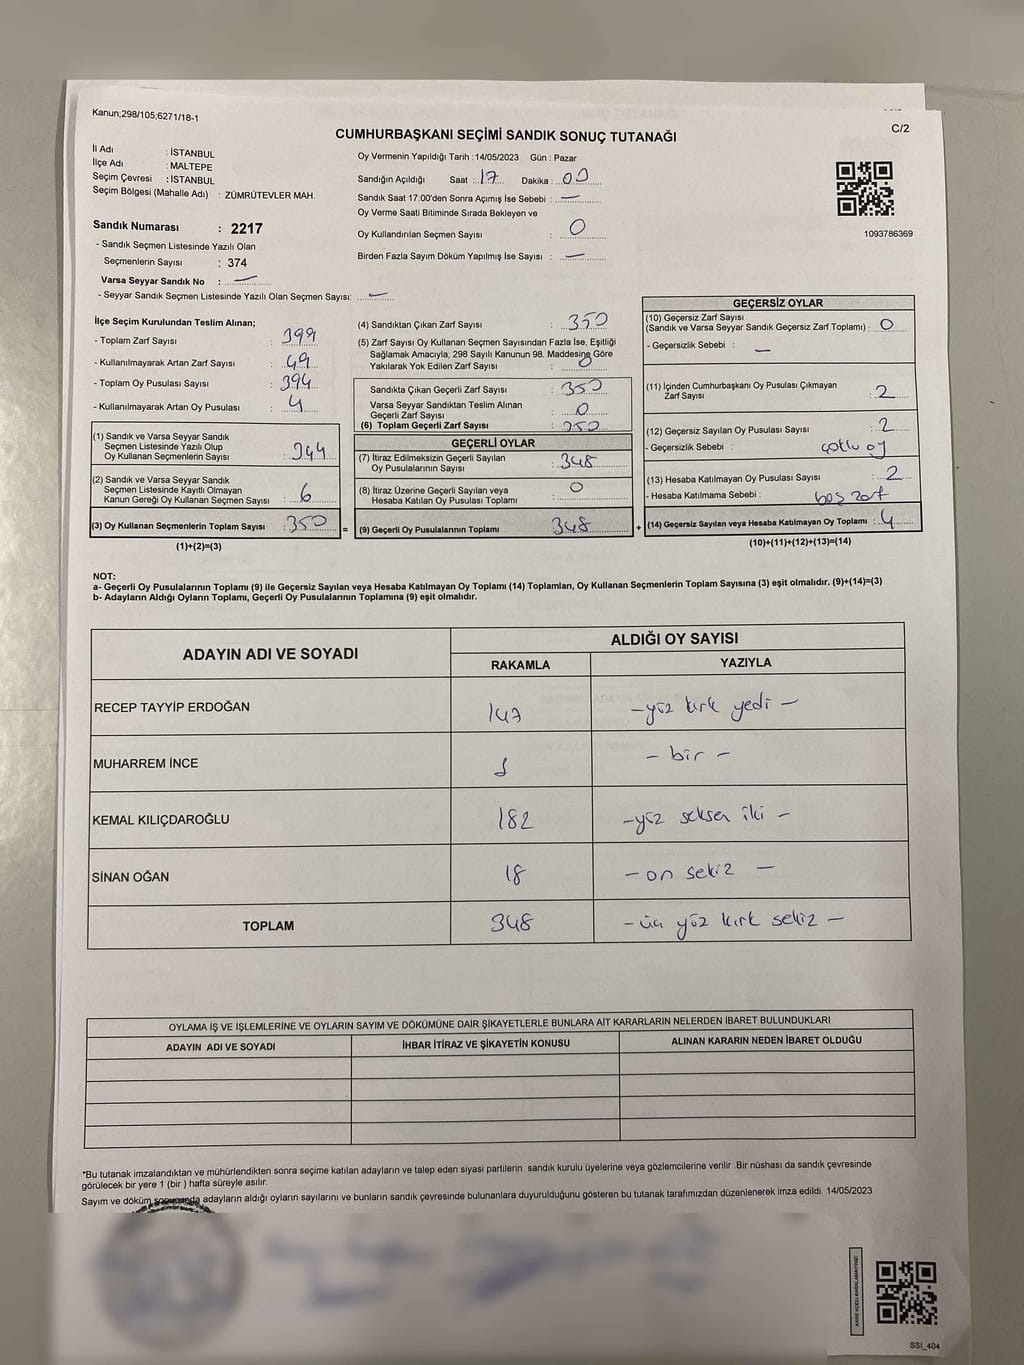 Kanun;298/105,6271/18-1
C/2
CUMHURBAŞKANI SEÇİMİ SANDIK SONUÇ TUTANAĞI
İl Adı : İSTANBUL
İlçe Adı : MALTEPE
Seçim Çevresi : İSTANBUL
Seçim Bölgesi (Mahalle Adı) : ZÜMRÜTEVLER MAH.
Sandık Numarası : 2217
- Sandık Seçmen Listesinde Yazılı Olan
Seçmenlerin Sayısı : 374
Varsa Seyyar Sandık No : —
- Seyyar Sandık Seçmen Listesinde Yazılı Olan Seçmen Sayısı: —
Oy Vermenin Yapıldığı Tarih : 14/05/2023 Gün : Pazar
Sandığın Açıldığı Saat : 17 Dakika : 00
Sandık Saat 17:00'den Sonra Açımış İse Sebebi : —
Oy Verme Saati Bitiminde Sırada Bekleyen ve
Oy Kullandırılan Seçmen Sayısı : 0
Birden Fazla Sayım Döküm Yapılmış İse Sayısı : —
1093786369
İlçe Seçim Kurulundan Teslim Alınan;
- Toplam Zarf Sayısı : 399
- Kullanılmayarak Artan Zarf Sayısı : 49
- Toplam Oy Pusulası Sayısı : 394
- Kullanılmayarak Artan Oy Pusulası : 4
(1) Sandık ve Varsa Seyyar Sandık
Seçmen Listesinde Yazılı Olup
Oy Kullanan Seçmenlerin Sayısı : 344
(2) Sandık ve Varsa Seyyar Sandık
Seçmen Listesinde Kayıtlı Olmayan
Kanun Gereği Oy Kullanan Seçmen Sayısı : 6
(3) Oy Kullanan Seçmenlerin Toplam Sayısı : 350 =
(1)+(2)=(3)
(4) Sandıktan Çıkan Zarf Sayısı : 350
(5) Zarf Sayısı Oy Kullanan Seçmen Sayısından Fazla İse, Eşitliği
Sağlamak Amacıyla, 298 Sayılı Kanunun 98. Maddesine Göre
Yakılarak Yok Edilen Zarf Sayısı : 0
Sandıkta Çıkan Geçerli Zarf Sayısı : 350
Varsa Seyyar Sandıktan Teslim Alınan
Geçerli Zarf Sayısı : 0
(6) Toplam Geçerli Zarf Sayısı : 350
GEÇERLİ OYLAR
(7) İtiraz Edilmeksizin Geçerli Sayılan
Oy Pusulalarının Sayısı : 348
(8) İtiraz Üzerine Geçerli Sayılan veya
Hesaba Katılan Oy Pusulası Toplamı : 0
(9) Geçerli Oy Pusulalarının Toplamı : 348 +
GEÇERSİZ OYLAR
(10) Geçersiz Zarf Sayısı
(Sandık ve Varsa Seyyar Sandık Geçersiz Zarf Toplamı) : 0
- Geçersizlik Sebebi : —
(11) İçinden Cumhurbaşkanı Oy Pusulası Çıkmayan
Zarf Sayısı : 2
(12) Geçersiz Sayılan Oy Pusulası Sayısı : 2
- Geçersizlik Sebebi : çoklu oy
(13) Hesaba Katılmayan Oy Pusulası Sayısı : 2
- Hesaba Katılmama Sebebi : boş zarf
(14) Geçersiz Sayılan veya Hesaba Katılmayan Oy Toplamı : 4
(10)+(11)+(12)+(13)=(14)
NOT:
a- Geçerli Oy Pusulalarının Toplamı (9) ile Geçersiz Sayılan veya Hesaba Katılmayan Oy Toplamı (14) Toplamları, Oy Kullanan Seçmenlerin Toplam Sayısına (3) eşit olmalıdır. (9)+(14)=(3)
b- Adayların Aldığı Oyların Toplamı, Geçerli Oy Pusulalarının Toplamına (9) eşit olmalıdır.
ADAYIN ADI VE SOYADI
ALDIĞI OY SAYISI
RAKAMLA YAZIYLA
RECEP TAYYİP ERDOĞAN 147 - yüz kırk yedi -
MUHARREM İNCE 1 - bir -
KEMAL KILIÇDAROĞLU 182 - yüz seksen iki -
SİNAN OĞAN 18 - on sekiz -
TOPLAM 348 - üç yüz kırk sekiz -
OYLAMA İŞ VE İŞLEMLERİNE VE OYLARIN SAYIM VE DÖKÜMÜNE DAİR ŞİKAYETLERLE BUNLARA AİT KARARLARIN NELERDEN İBARET BULUNDUKLARI
ADAYIN ADI VE SOYADI İHBAR İTİRAZ VE ŞİKAYETİN KONUSU ALINAN KARARIN NEDEN İBARET OLDUĞU
*Bu tutanak imzalandıktan ve mühürlendikten sonra seçime katılan adayların ve talep eden siyasi partilerin sandık kurulu üyelerine veya gözlemcilerine verilir .Bir nüshası da sandık çevresinde
görülecek bir yere 1 (bir ) hafta süreyle asılır.
Sayım ve döküm sonucunda adayların aldığı oyların sayılarını ve bunların sandık çevresinde bulunanlara duyurulduğunu gösteren bu tutanak tarafımızdan düzenlenerek imza edildi. 14/05/2023
SSI_404